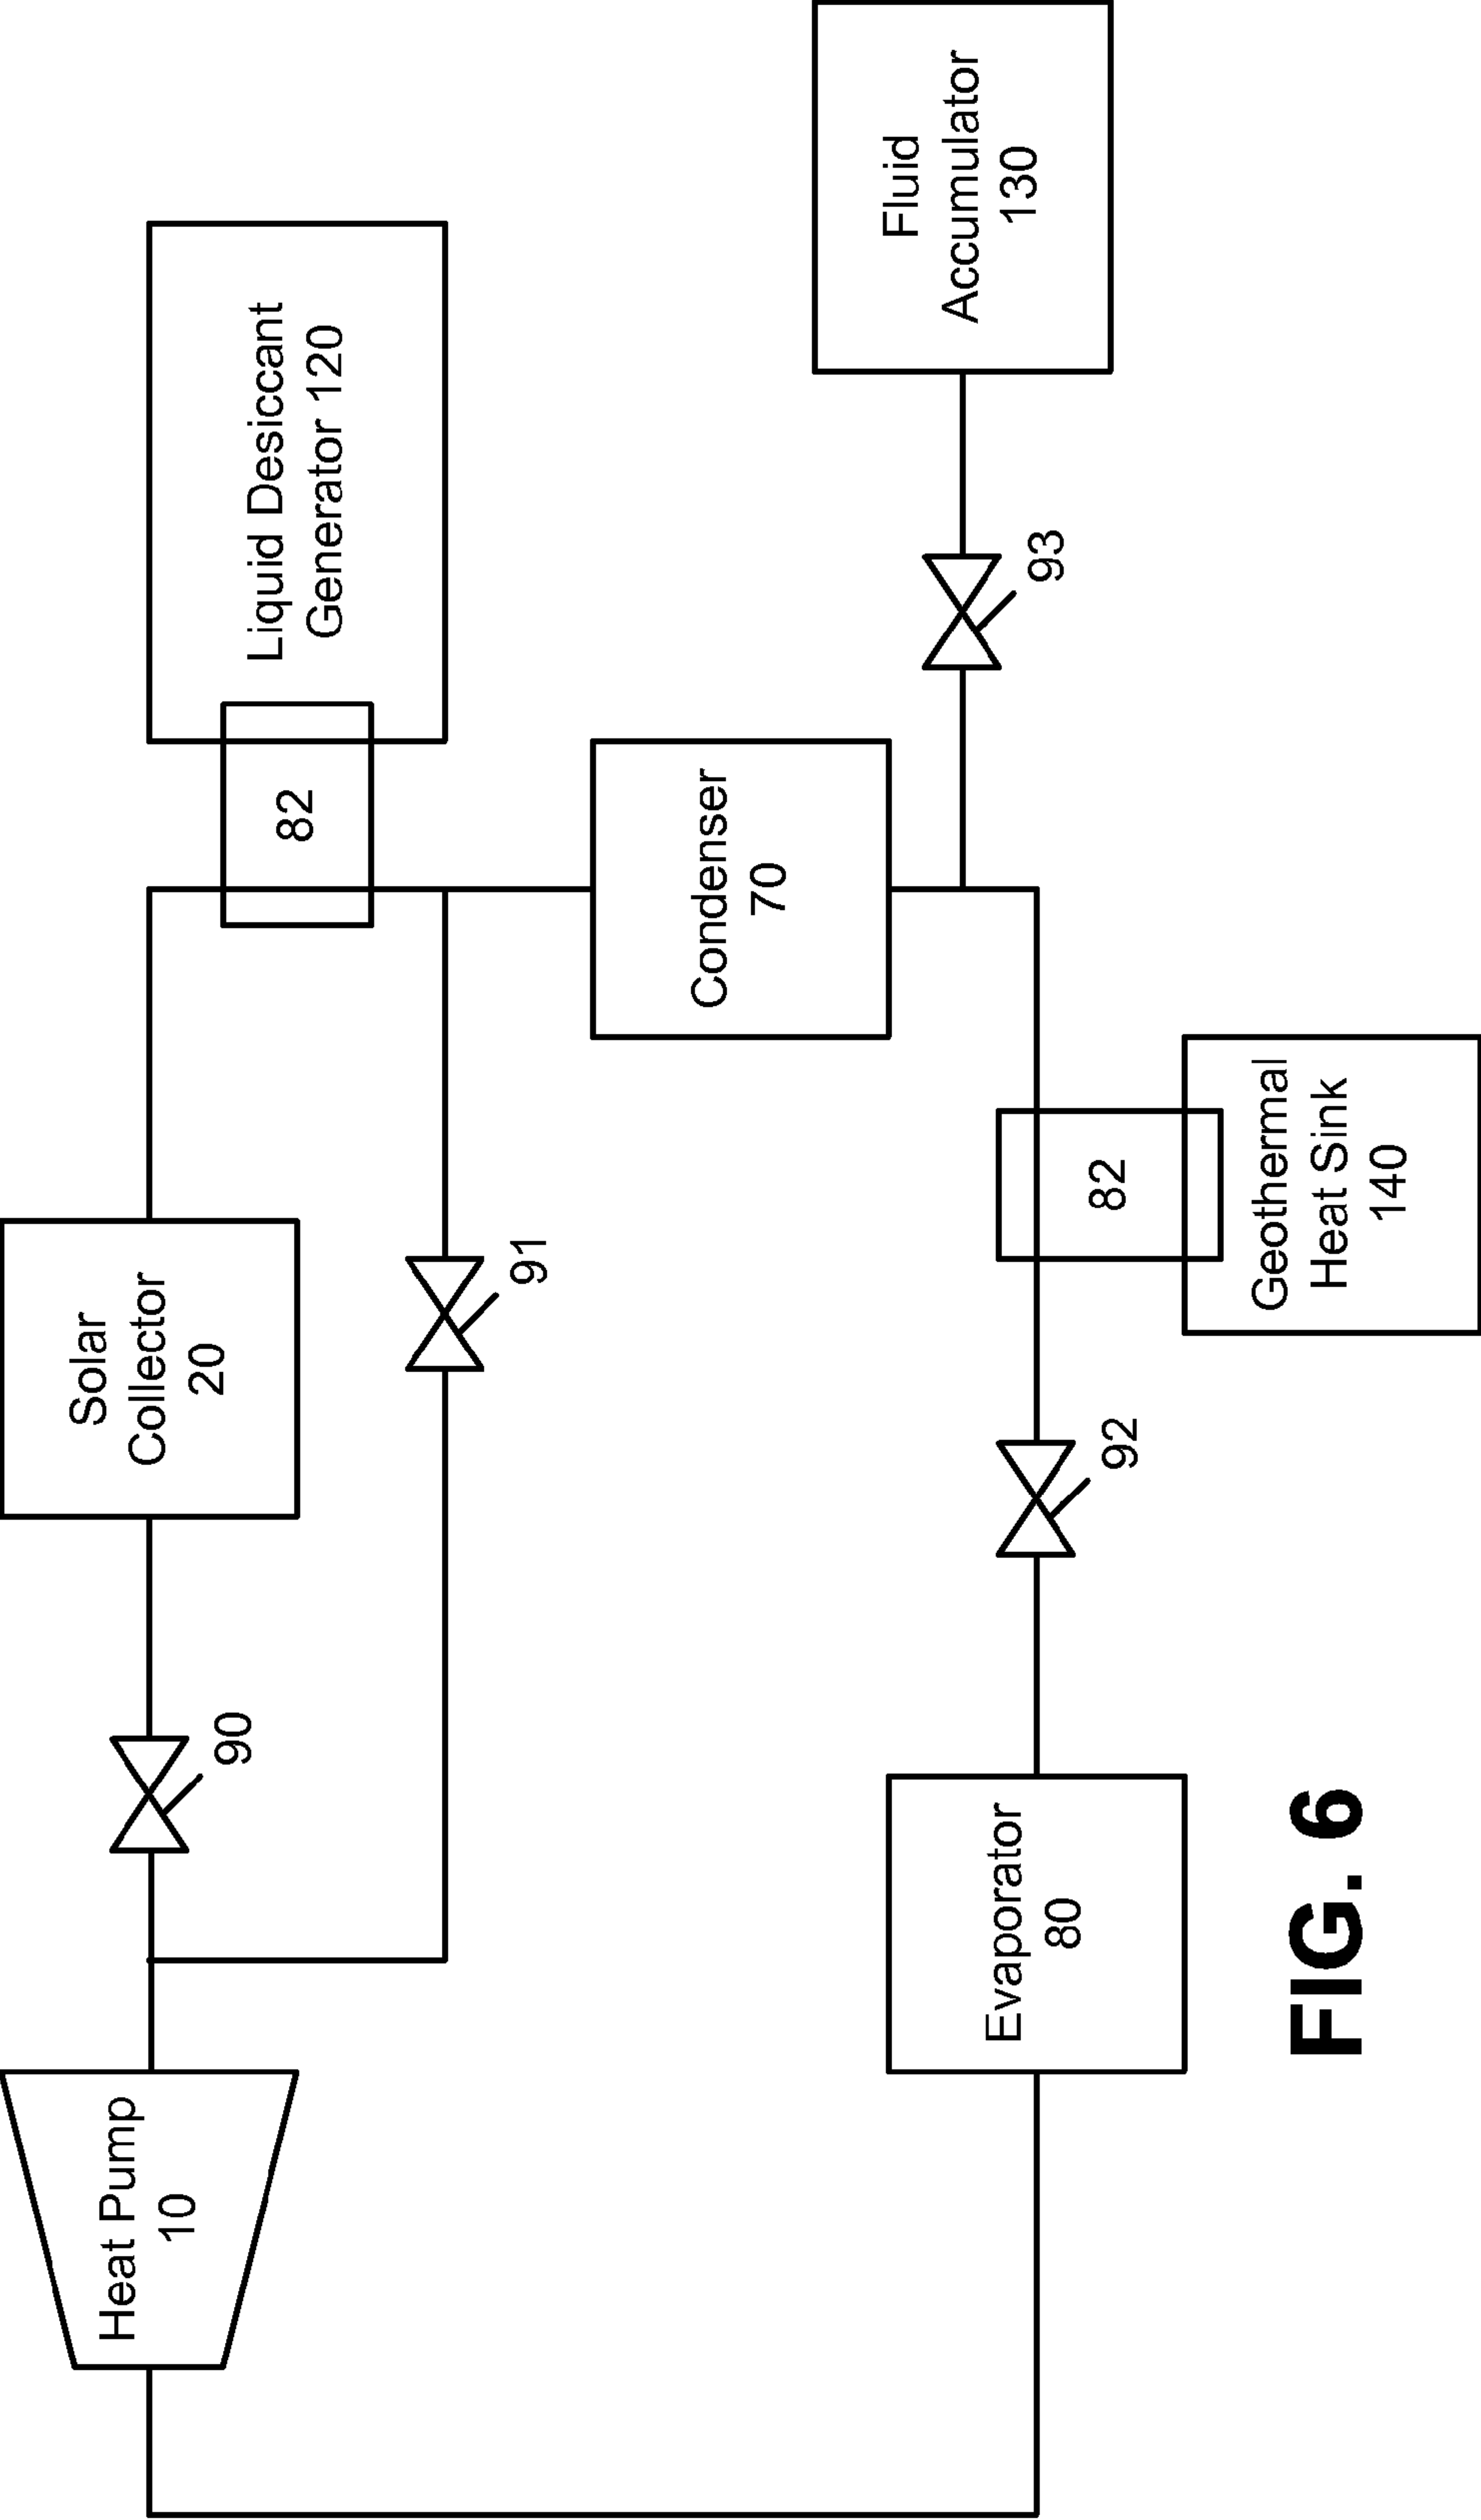 Heat Pump
10
90
Solar
Collector
20
91
82
Liquid Desiccant
Generator 120
Condenser
70
93
Fluid
Accumulator
130
Evaporator
80
92
82
Geothermal
Heat Sink
140
FIG. 6